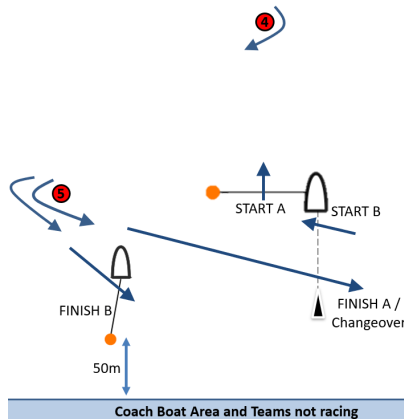 4
5
START A
START B
FINISH A /
Changeover
FINISH B
50m
Coach Boat Area and Teams not racing